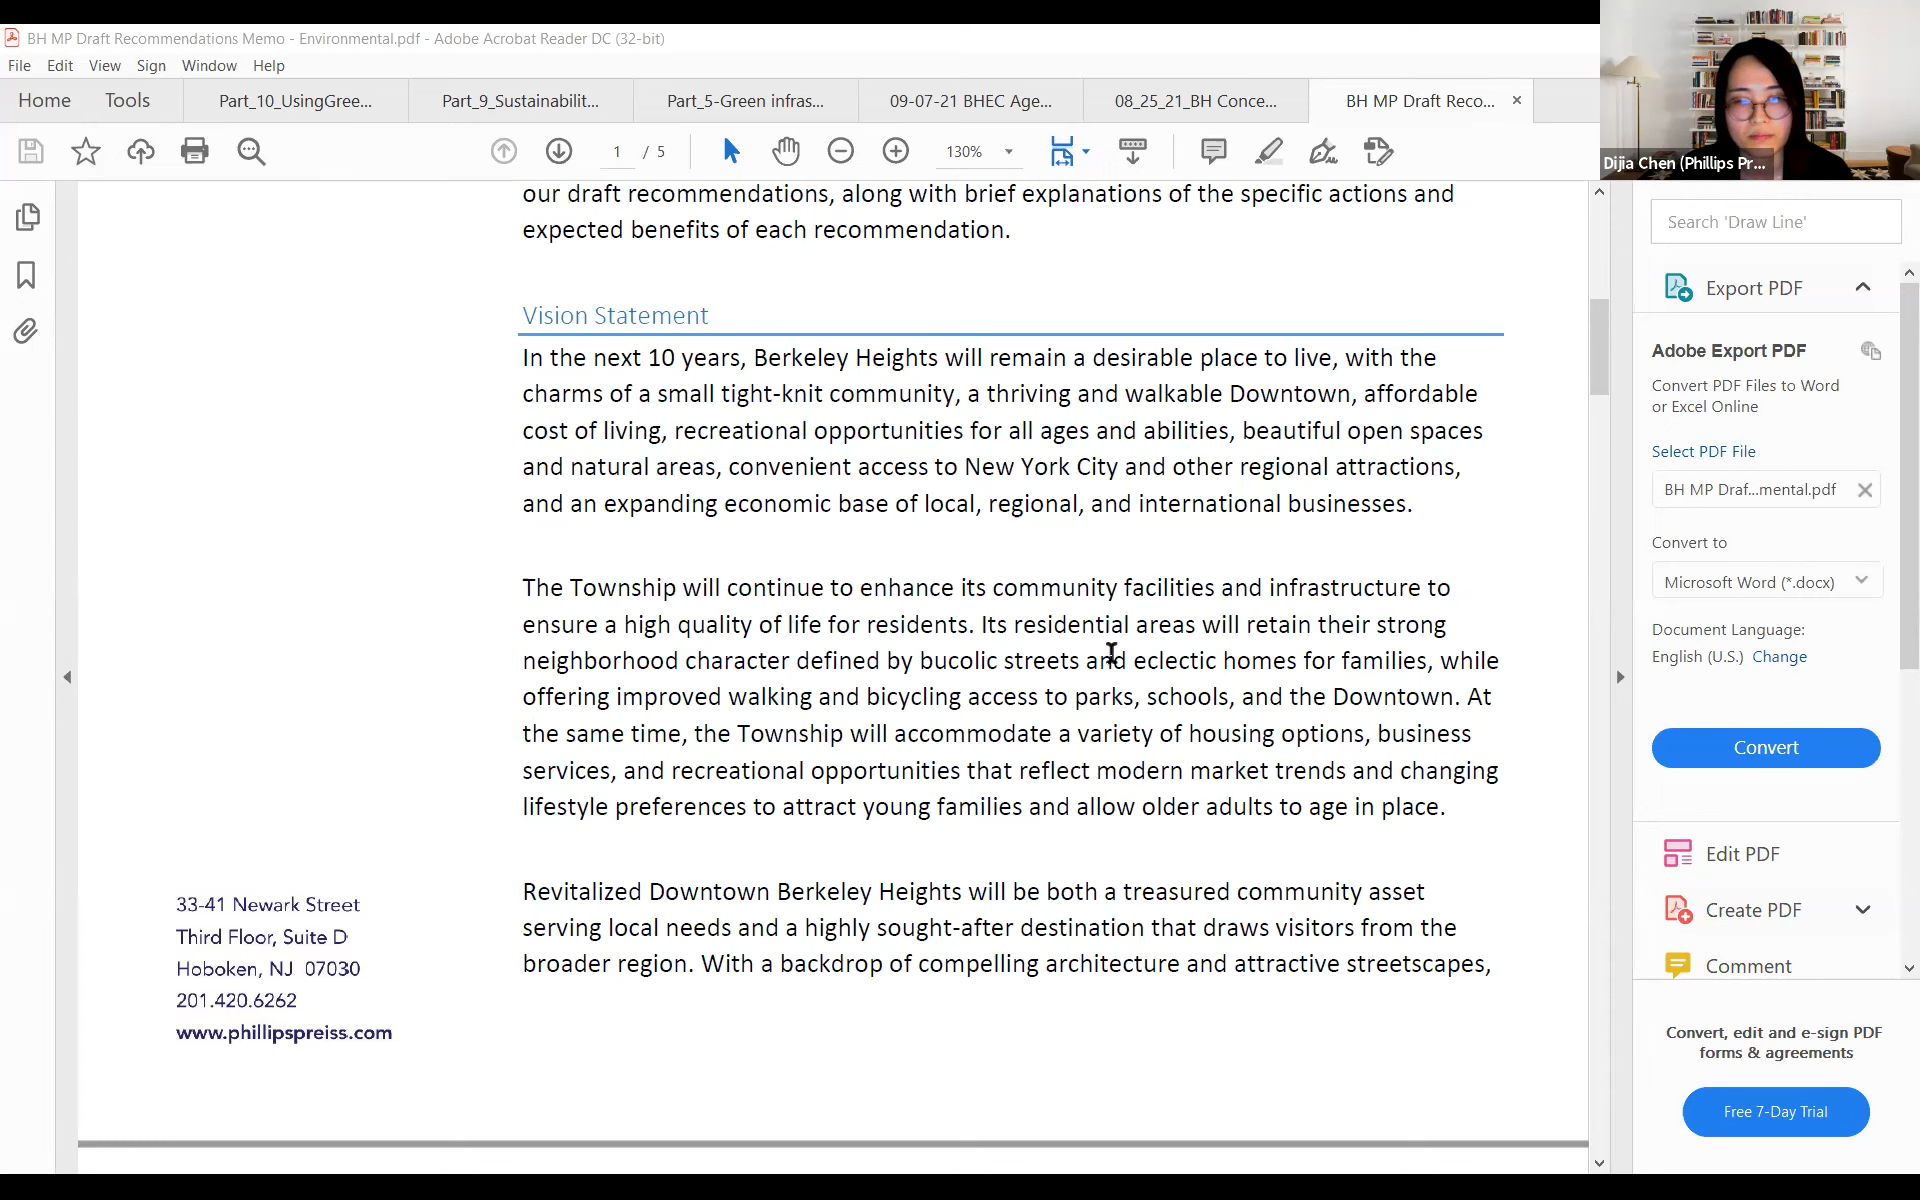 BH MP Draft Recommendations Memo - Environmental.pdf - Adobe Acrobat Reader DC (32-bit)
File Edit View Sign Window Help
Home Tools Part_10_UsingGree... Part_9_Sustainabilit... Part_5-Green infras... 09-07-21 BHEC Age... 08_25_21_BH Conce... BH MP Draft Reco... ×
1 / 5 130%
Dijia Chen (Phillips Pr...
our draft recommendations, along with brief explanations of the specific actions and
expected benefits of each recommendation.
Vision Statement
In the next 10 years, Berkeley Heights will remain a desirable place to live, with the
charms of a small tight-knit community, a thriving and walkable Downtown, affordable
cost of living, recreational opportunities for all ages and abilities, beautiful open spaces
and natural areas, convenient access to New York City and other regional attractions,
and an expanding economic base of local, regional, and international businesses.
The Township will continue to enhance its community facilities and infrastructure to
ensure a high quality of life for residents. Its residential areas will retain their strong
neighborhood character defined by bucolic streets and eclectic homes for families, while
offering improved walking and bicycling access to parks, schools, and the Downtown. At
the same time, the Township will accommodate a variety of housing options, business
services, and recreational opportunities that reflect modern market trends and changing
lifestyle preferences to attract young families and allow older adults to age in place.
Revitalized Downtown Berkeley Heights will be both a treasured community asset
serving local needs and a highly sought-after destination that draws visitors from the
broader region. With a backdrop of compelling architecture and attractive streetscapes,
33-41 Newark Street
Third Floor, Suite D
Hoboken, NJ 07030
201.420.6262
www.phillipspreiss.com
Search 'Draw Line'
Export PDF
Adobe Export PDF
Convert PDF Files to Word
or Excel Online
Select PDF File
BH MP Draf...mental.pdf
Convert to
Microsoft Word (*.docx)
Document Language:
English (U.S.) Change
Convert
Edit PDF
Create PDF
Comment
Convert, edit and e-sign PDF
forms & agreements
Free 7-Day Trial